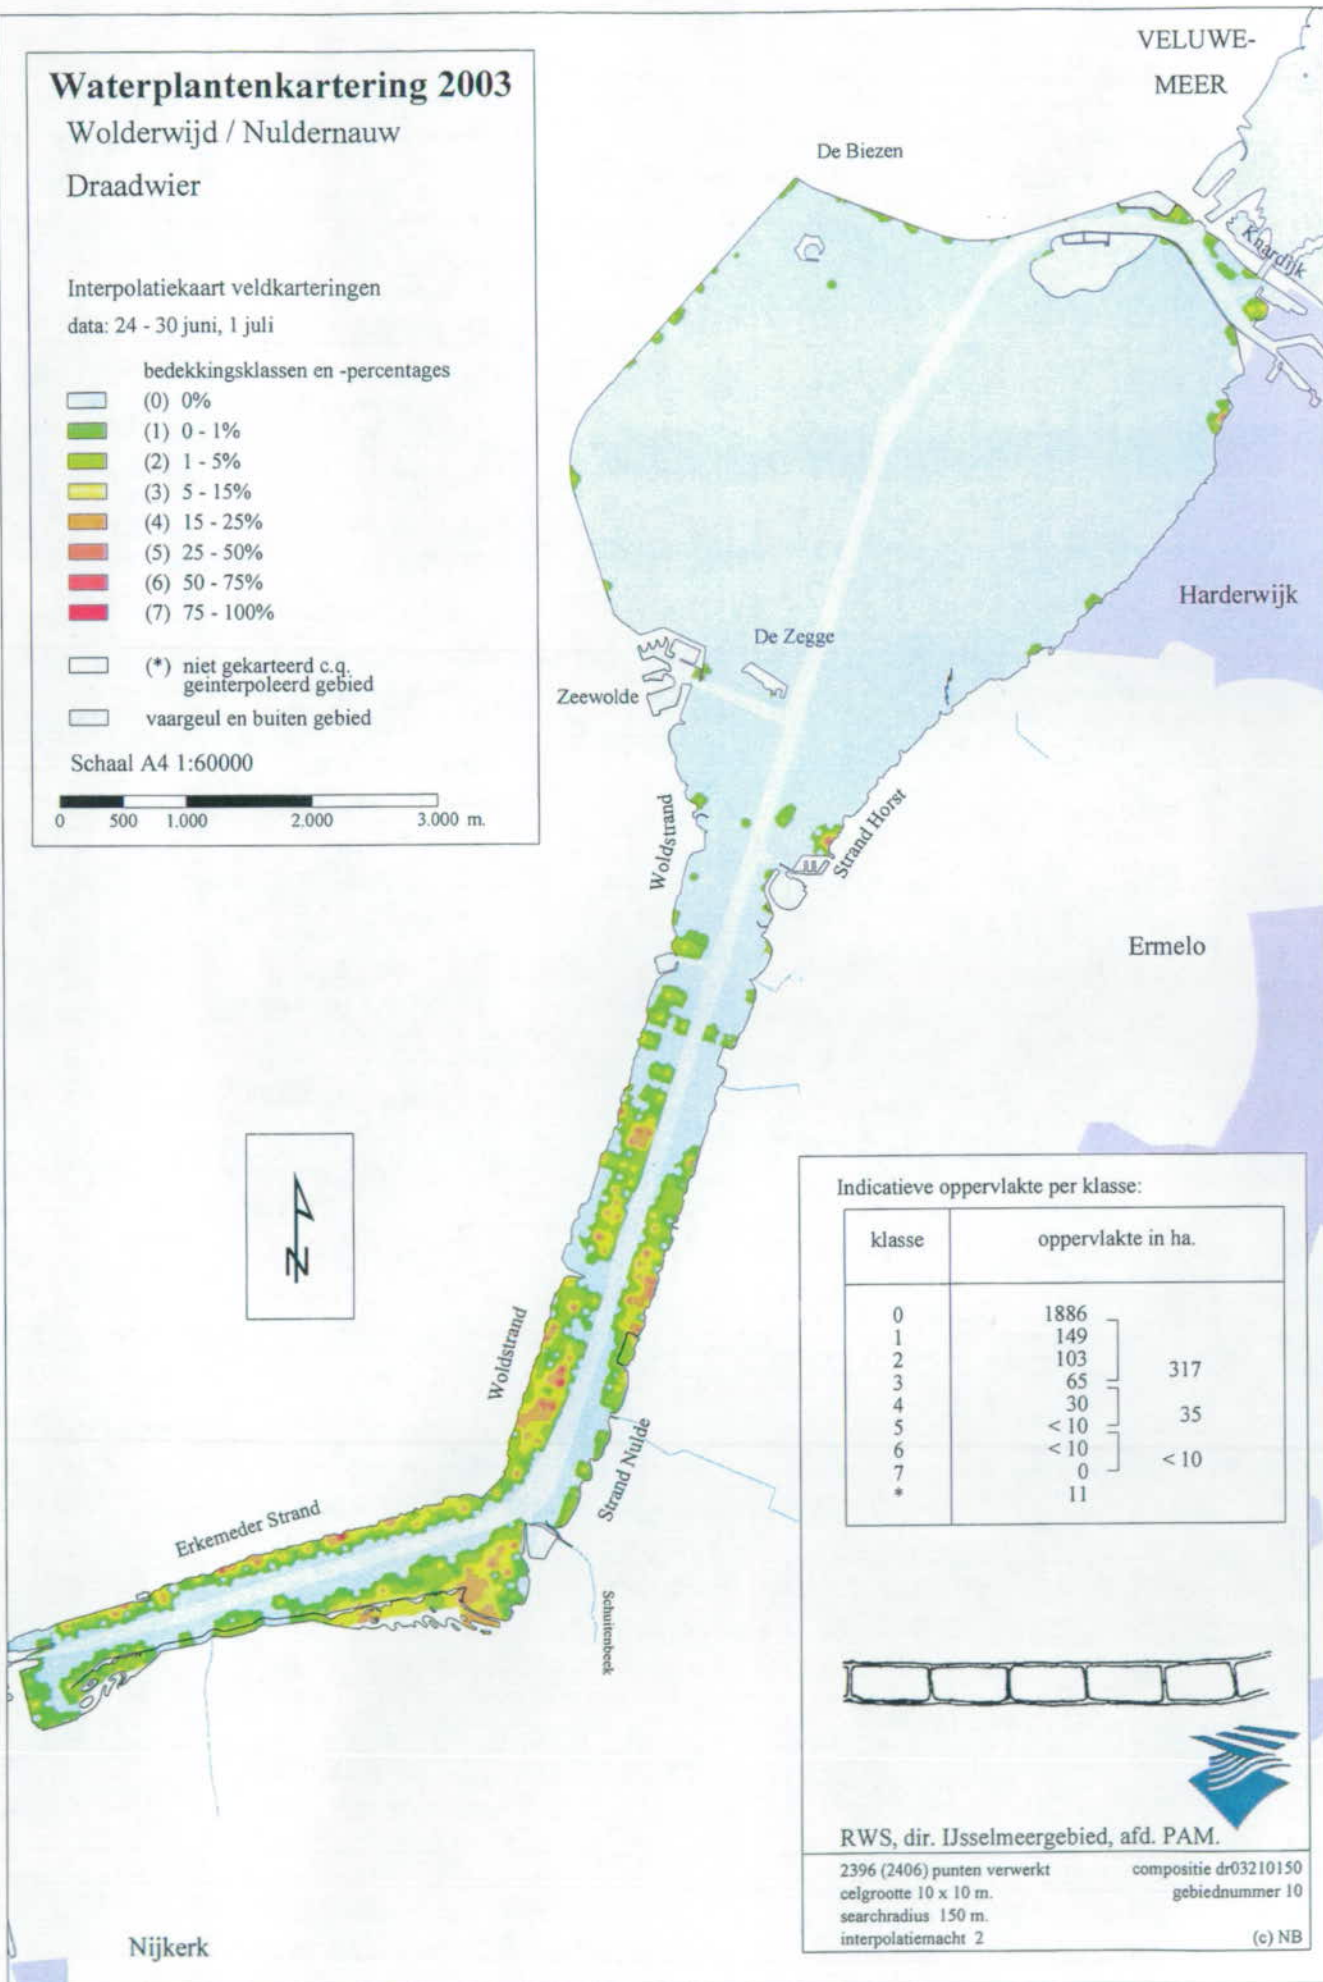 Waterplantenkartering 2003
Wolderwijd / Nuldernauw
Draadwier
Interpolatiekaart veldkarteringen
data: 24 - 30 juni, 1 juli
bedekkingsklassen en -percentages
(0) 0%
(1) 0 - 1%
(2) 1 - 5%
(3) 5 - 15%
(4) 15 - 25%
(5) 25 - 50%
(6) 50 - 75%
(7) 75 - 100%
(*) niet gekarteerd c.q.
geinterpoleerd gebied
vaargeul en buiten gebied
Schaal A4 1:60000
0 500 1.000 2.000 3.000 m.
VELUWE-
MEER
De Biezen
Knardijk
Harderwijk
De Zegge
Zeewolde
Woldstrand
Strand Horst
Ermelo
N
Woldstrand
Strand Nulde
Erkemeder Strand
Schuitenbeek
Nijkerk
Indicatieve oppervlakte per klasse:
klasse oppervlakte in ha.
0 1886
1 149
2 103 317
3 65
4 30 35
5 < 10
6 < 10 < 10
7 0
* 11
RWS, dir. IJsselmeergebied, afd. PAM.
2396 (2406) punten verwerkt compositie dr03210150
celgrootte 10 x 10 m. gebiednummer 10
searchradius 150 m.
interpolatiemacht 2 (c) NB